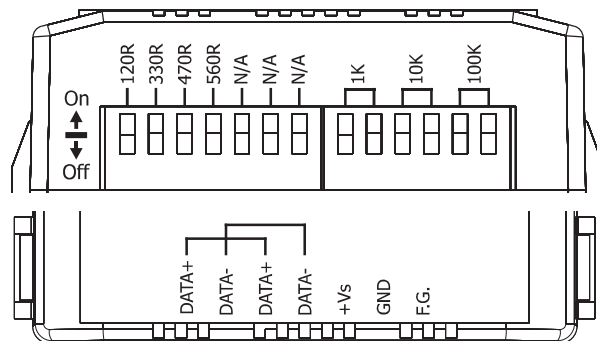 120R
330R
470R
560R
N/A
N/A
N/A
1K
10K
100K
On
Off
DATA+
DATA-
DATA+
DATA-
+Vs
GND
F.G.